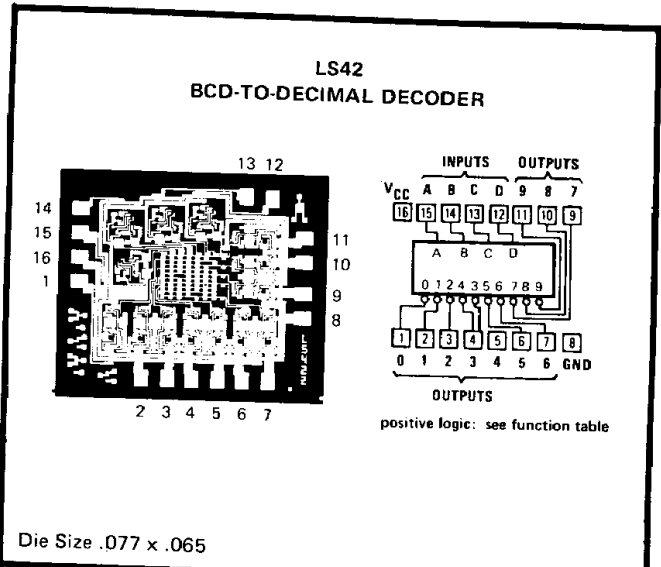 LS42
BCD-TO-DECIMAL DECODER
13 12
14
15
16
1
11
10
9
8
2 3 4 5 6 7
INPUTS OUTPUTS
VCC A B C D 9 8 7
16 15 14 13 12 11 10 9
A B C D
0 1 2 3 4 5 6 7 8 9
1 2 3 4 5 6 7 8
0 1 2 3 4 5 6 GND
OUTPUTS
positive logic: see function table
Die Size .077 x .065